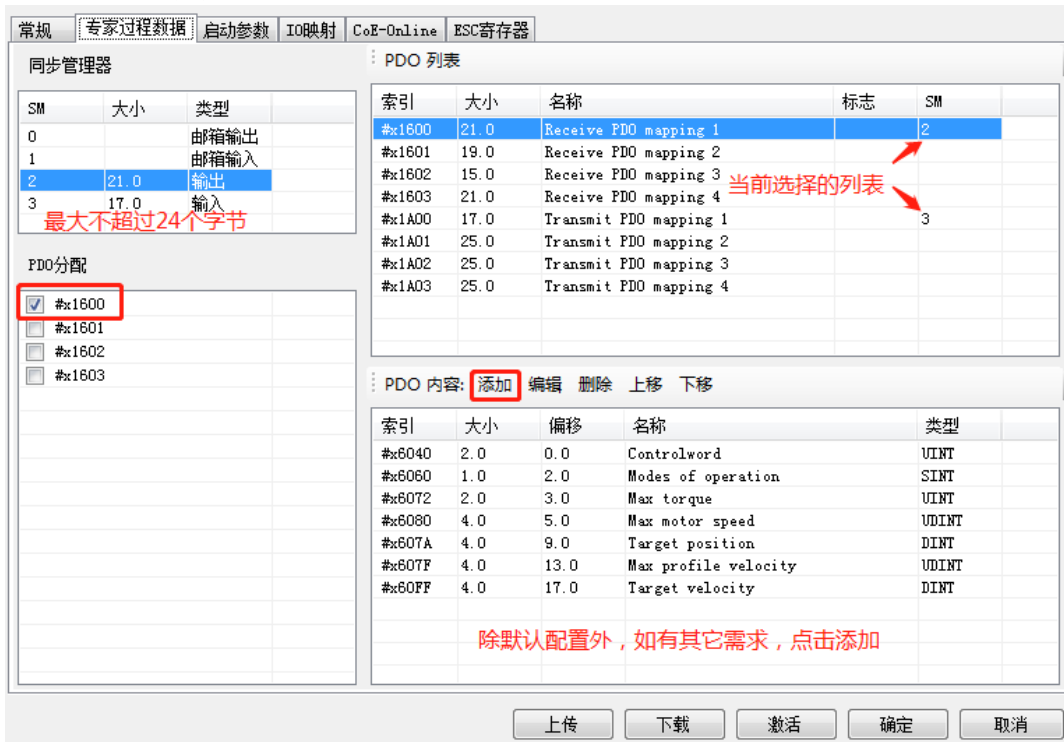 常规 专家过程数据 启动参数 IO映射 CoE-Online ESC寄存器
同步管理器
SM 大小 类型
0 邮箱输出
1 邮箱输入
2 21.0 输出
3 17.0 输入
最大不超过24个字节
PDO分配
#x1600
#x1601
#x1602
#x1603
PDO 列表
索引 大小 名称 标志 SM
#x1600 21.0 Receive PDO mapping 1 2
#x1601 19.0 Receive PDO mapping 2
#x1602 15.0 Receive PDO mapping 3
#x1603 21.0 Receive PDO mapping 4
#x1A00 17.0 Transmit PDO mapping 1 3
#x1A01 25.0 Transmit PDO mapping 2
#x1A02 25.0 Transmit PDO mapping 3
#x1A03 25.0 Transmit PDO mapping 4
当前选择的列表
PDO 内容: 添加 编辑 删除 上移 下移
索引 大小 偏移 名称 类型
#x6040 2.0 0.0 Controlword UINT
#x6060 1.0 2.0 Modes of operation SINT
#x6072 2.0 3.0 Max torque UINT
#x6080 4.0 5.0 Max motor speed UDINT
#x607A 4.0 9.0 Target position DINT
#x607F 4.0 13.0 Max profile velocity UDINT
#x60FF 4.0 17.0 Target velocity DINT
除默认配置外，如有其它需求，点击添加
上传 下载 激活 确定 取消